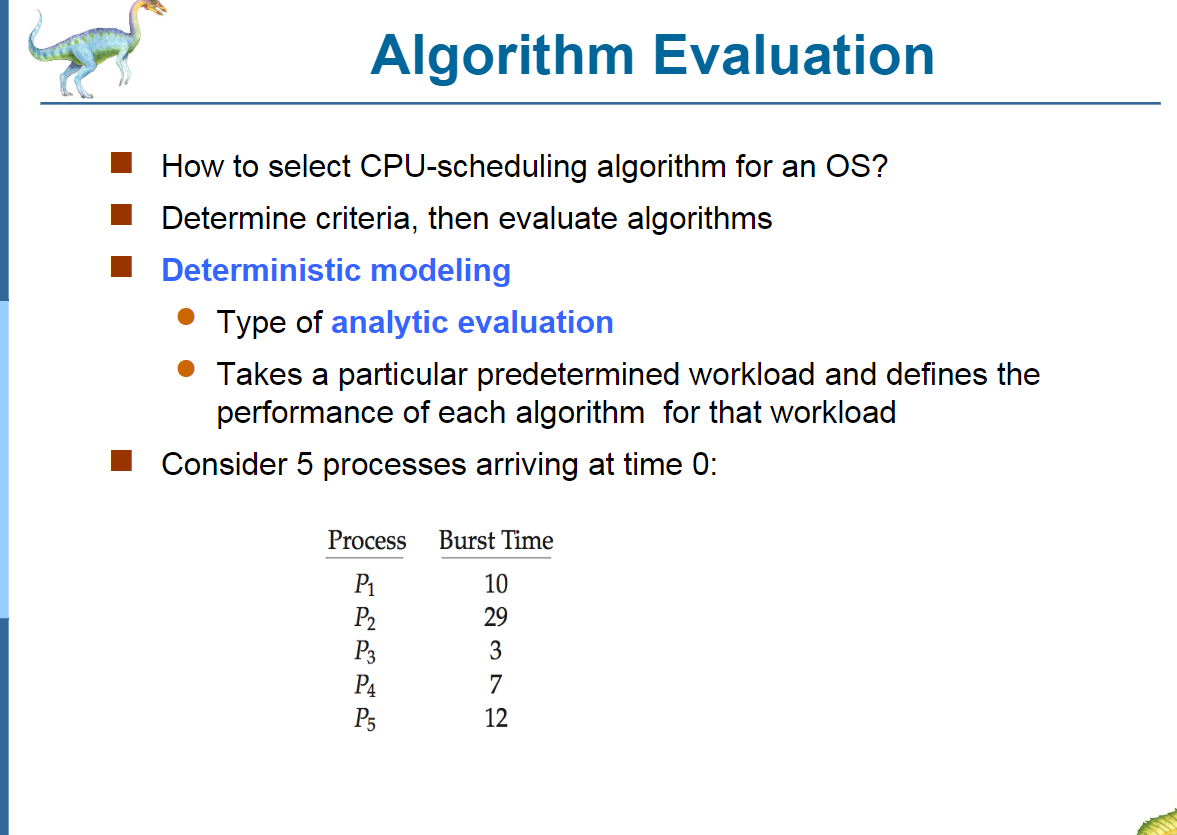 Algorithm Evaluation
How to select CPU-scheduling algorithm for an OS?
Determine criteria, then evaluate algorithms
Deterministic modeling
Type of analytic evaluation
Takes a particular predetermined workload and defines the
performance of each algorithm for that workload
Consider 5 processes arriving at time 0:
Process Burst Time
P1 10
P2 29
P3 3
P4 7
P5 12